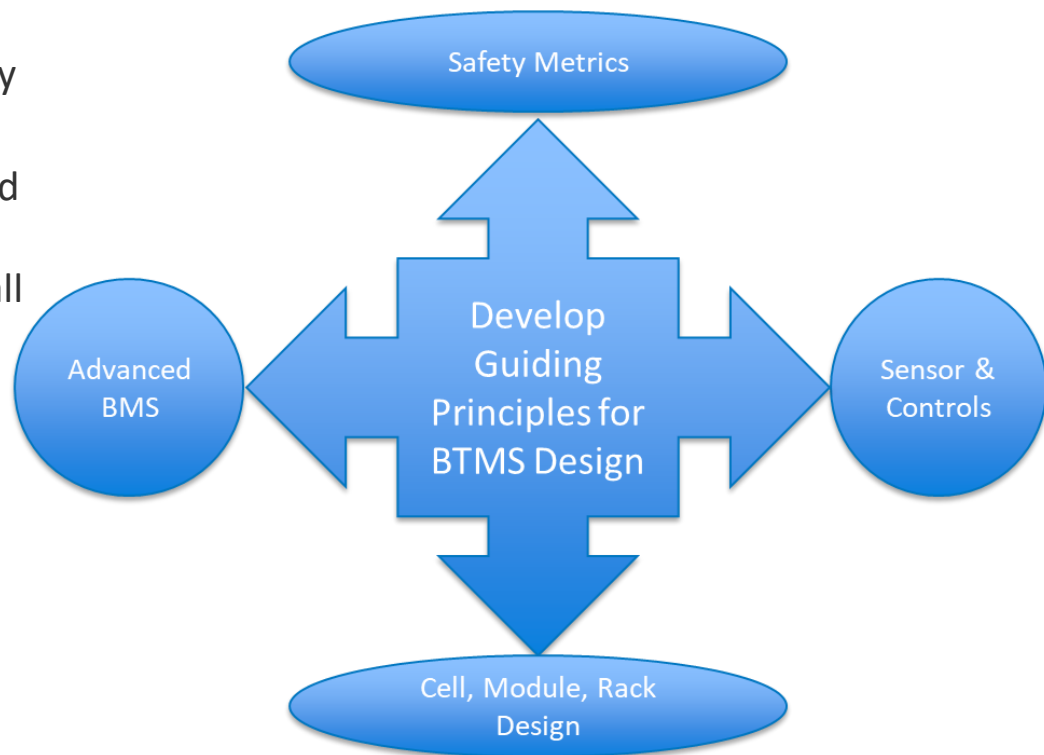 Safety Metrics
Advanced
BMS
Develop
Guiding
Principles for
BTMS Design
Sensor &
Controls
Cell, Module, Rack
Design